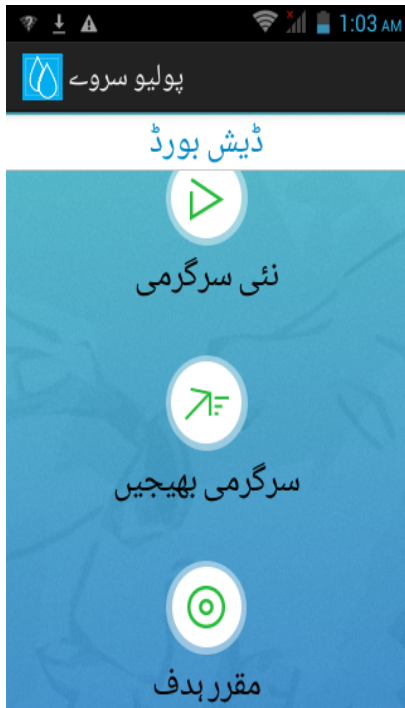 1:03 AM
پولیو سروے
ڈیش بورڈ
نئی سرگرمی
سرگرمی بھیجیں
مقرر ہدف